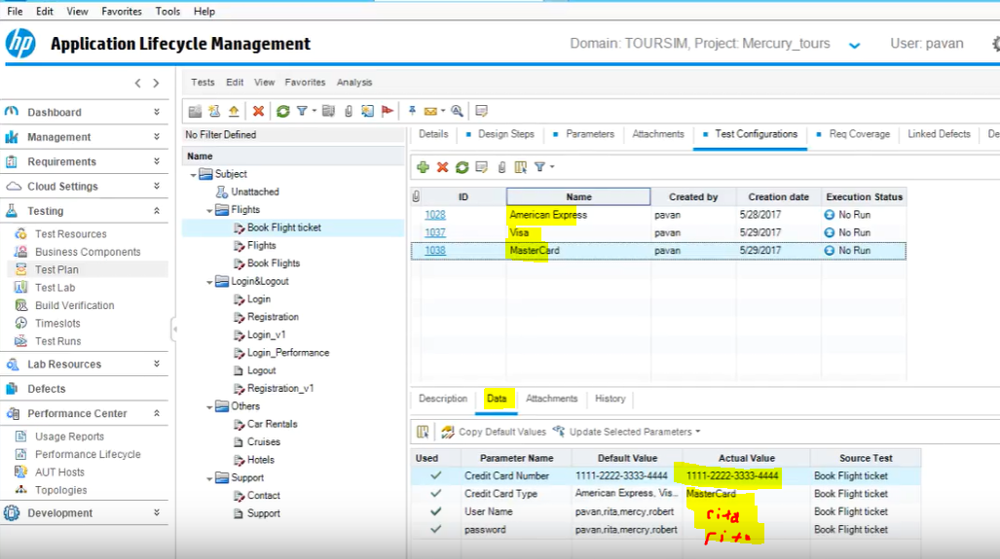 File Edit View Favorites Tools Help
hp Application Lifecycle Management Domain: TOURSIM, Project: Mercury_tours User: pavan
Dashboard
Management
Requirements
Cloud Settings
Testing
Test Resources
Business Components
Test Plan
Test Lab
Build Verification
Timeslots
Test Runs
Lab Resources
Defects
Performance Center
Usage Reports
Performance Lifecycle
AUT Hosts
Topologies
Development
Tests Edit View Favorites Analysis
No Filter Defined
Name
Subject
Unattached
Flights
Book Flight ticket
Flights
Book Flights
Login&Logout
Login
Registration
Login_v1
Login_Performance
Logout
Registration_v1
Others
Car Rentals
Cruises
Hotels
Support
Contact
Support
Details Design Steps Parameters Attachments Test Configurations Req Coverage Linked Defects De
ID Name Created by Creation date Execution Status
1028 American Express pavan 5/28/2017 No Run
1037 Visa pavan 5/29/2017 No Run
1038 MasterCard pavan 5/29/2017 No Run
Description Data Attachments History
Copy Default Values Update Selected Parameters
Used Parameter Name Default Value Actual Value Source Test
Credit Card Number 1111-2222-3333-4444 1111-2222-3333-4444 Book Flight ticket
Credit Card Type American Express, Vis... MasterCard Book Flight ticket
User Name pavan,rita,mercy,robert rita Book Flight ticket
password pavan,rita,mercry,robert Book Flight ticket